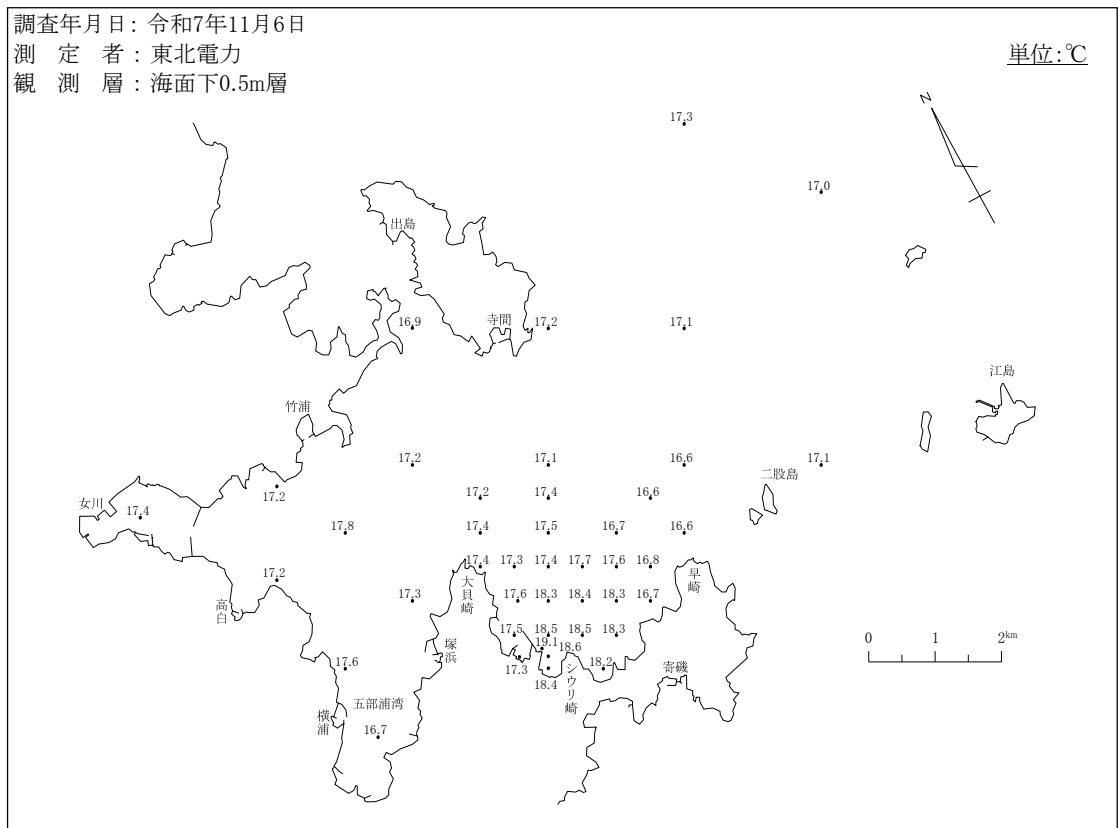 調査年月日: 令和7年11月6日
測 定 者: 東北電力
観 測 層: 海面下0.5m層
単位:℃
N
17.3
17.0
出島
16.9
寺間
17.2
17.1
江島
竹浦
17.2
17.1
16.6
17.1
二股島
17.2
17.2
17.4
16.6
女川
17.4
17.8
17.4
17.5
16.7
16.6
17.4
17.3
17.4
17.7
17.6
16.8
17.2
大貝崎
早崎
高白
17.3
17.6
18.3
18.4
18.3
16.7
17.5
18.5
18.5
18.3
0 1 2km
19.1
18.6
塚浜
17.6
17.3
18.2
寄磯
シウリ崎
18.4
五部浦湾
横浦
16.7